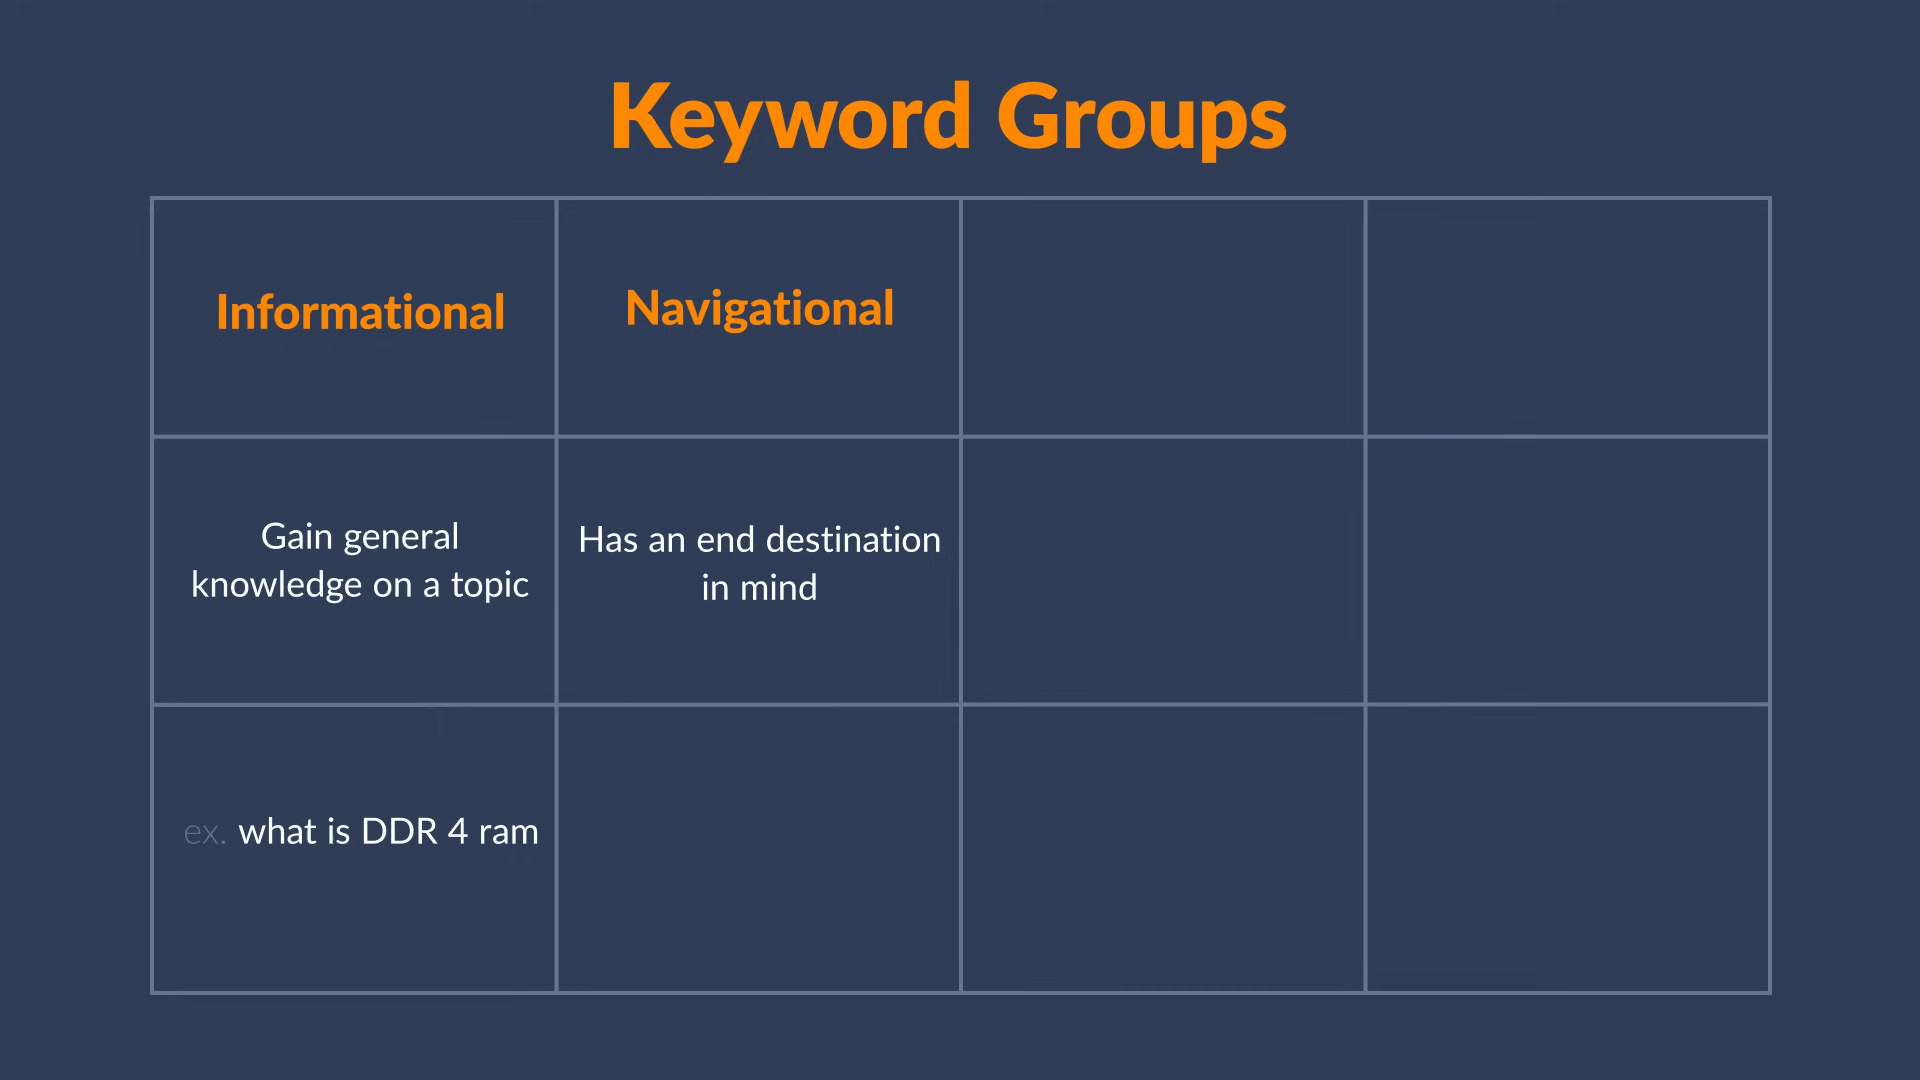 Keyword Groups
Informational
Navigational
Gain general
knowledge on a topic
Has an end destination
in mind
ex. what is DDR 4 ram